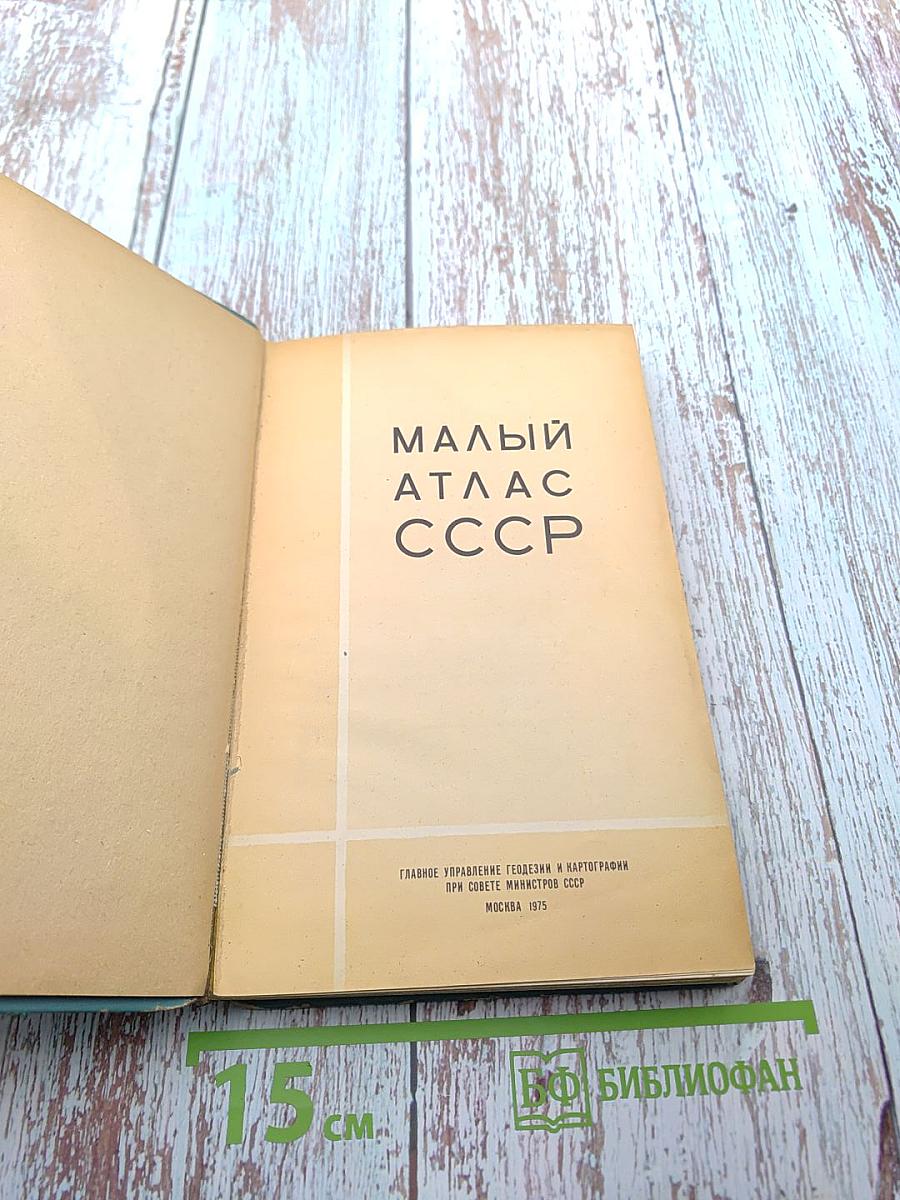 МАЛЫЙ
АТЛАС
СССР
ГЛАВНОЕ УПРАВЛЕНИЕ ГЕОДЕЗИИ И КАРТОГРАФИИ
ПРИ СОВЕТЕ МИНИСТРОВ СССР
МОСКВА 1975
15 см
БФ БИБЛИОФАН